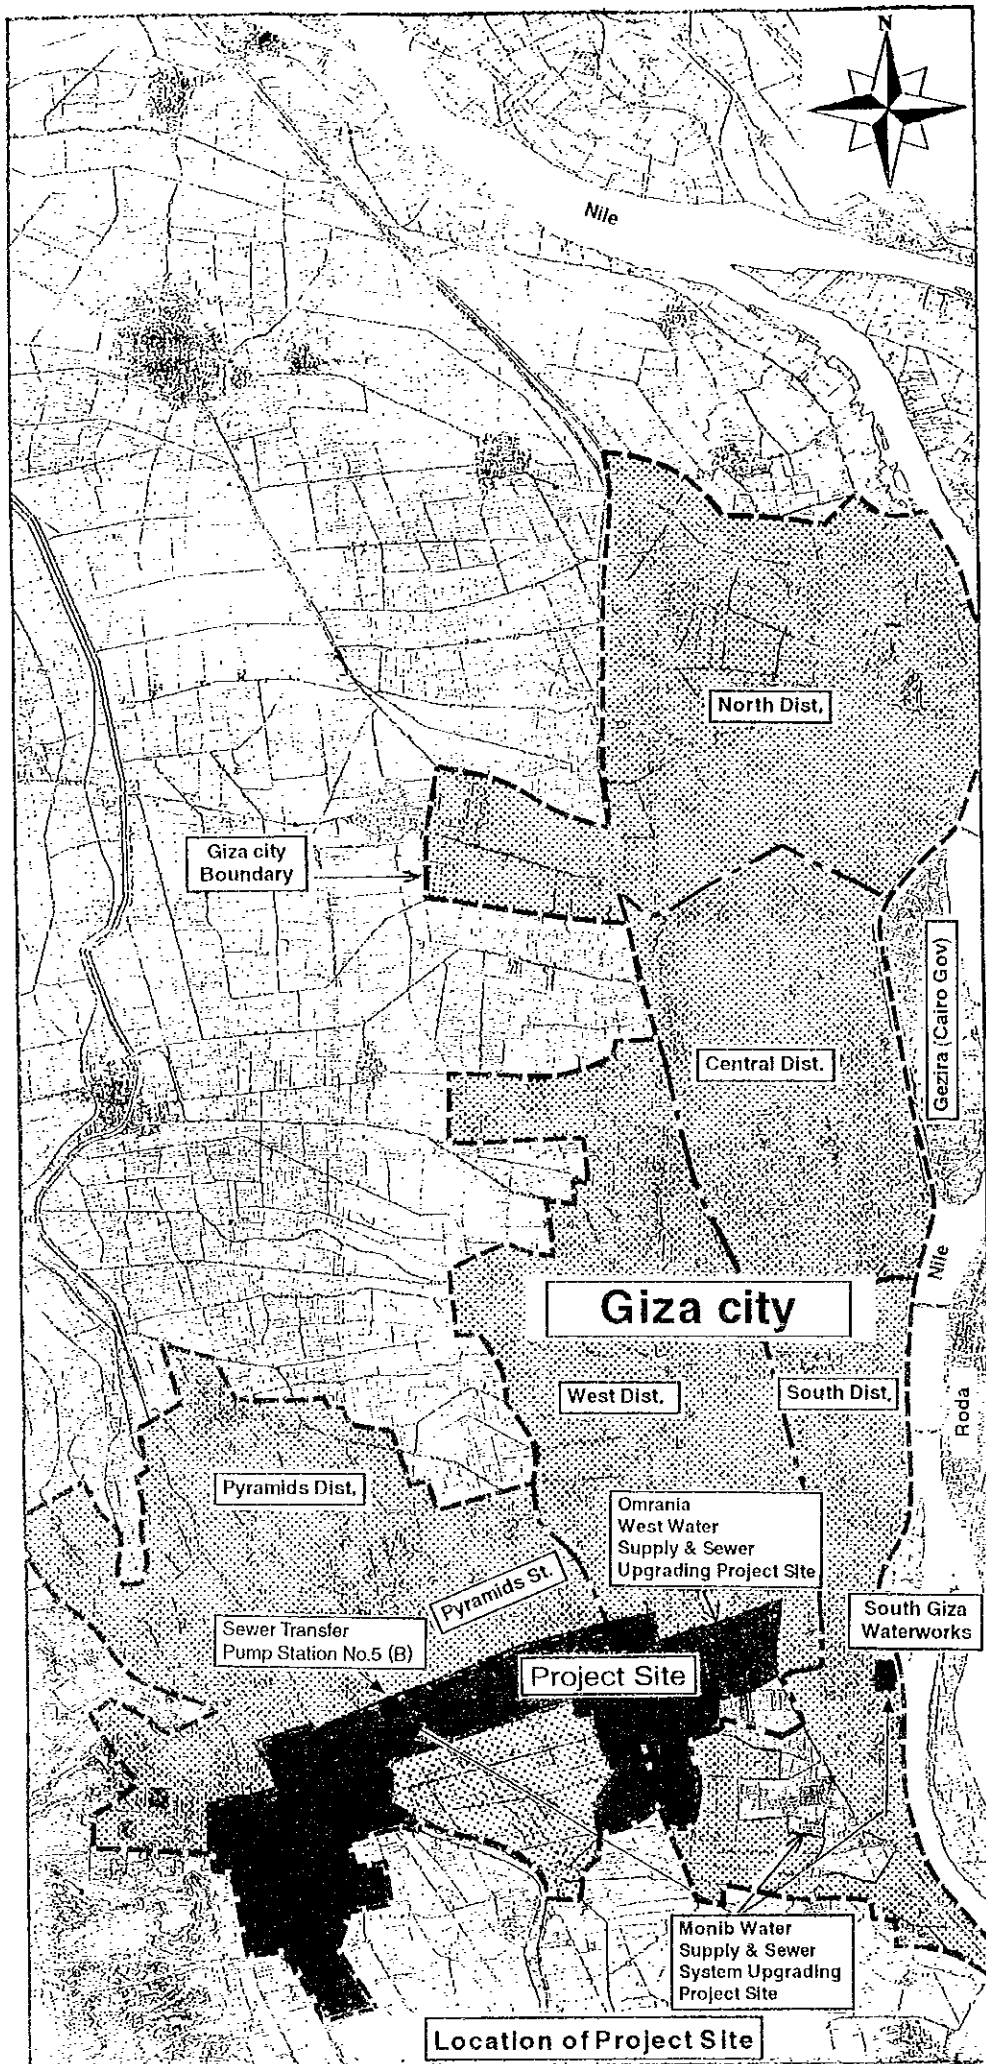 N
Nile
North Dist.
Giza city
Boundary
Gezira (Cairo Gov)
Central Dist.
Nile
Giza city
West Dist.
South Dist.
Roda
Pyramids Dist.
Omrania
West Water
Supply & Sewer
Upgrading Project Site
Pyramids St.
South Giza
Waterworks
Sewer Transfer
Pump Station No.5 (B)
Project Site
Monib Water
Supply & Sewer
System Upgrading
Project Site
Location of Project Site